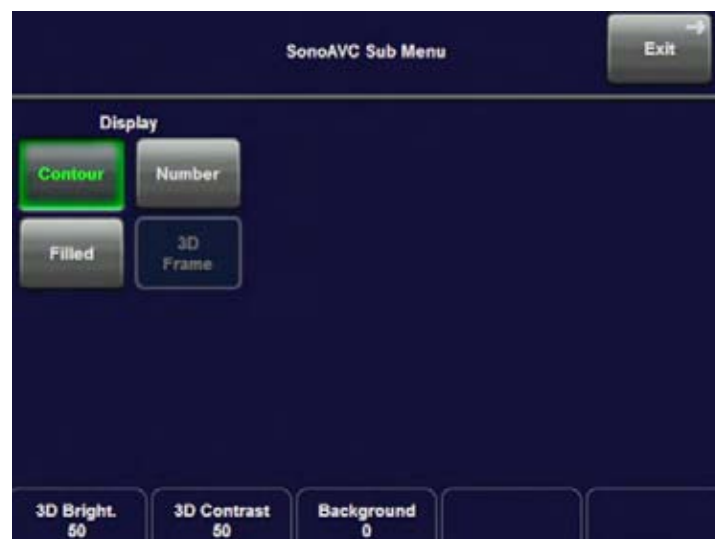 SonoAVC Sub Menu
Exit
Display
Contour
Number
Filled
3D
Frame
3D Bright.
50
3D Contrast
50
Background
0